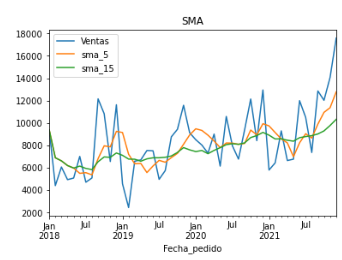 SMA
Ventas
sma_5
sma_15
18000
16000
14000
12000
10000
8000
6000
4000
2000
Jan Jul Jan Jul Jan Jul Jan Jul
2018 2019 2020 2021
Fecha_pedido